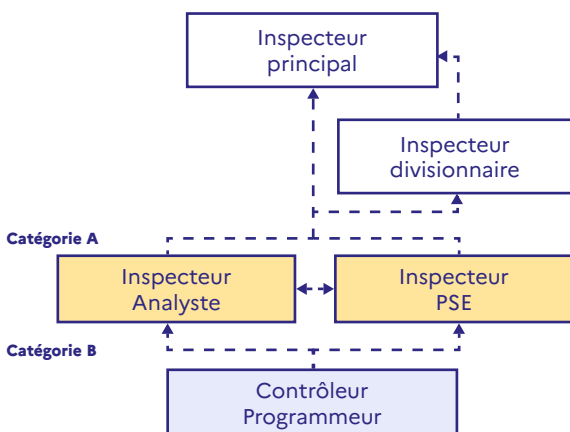 Inspecteur
principal
Inspecteur
divisionnaire
Catégorie A
Inspecteur
Analyste
Inspecteur
PSE
Catégorie B
Contrôleur
Programmeur